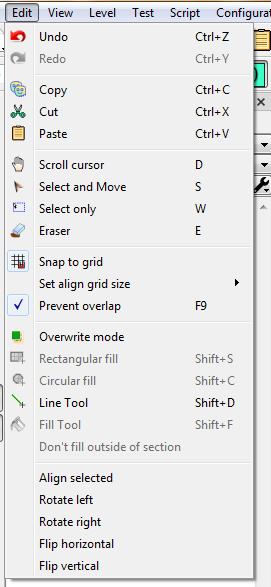 Edit View Level Test Script Configurat
Undo Ctrl+Z
Redo Ctrl+Y
Copy Ctrl+C
Cut Ctrl+X
Paste Ctrl+V
Scroll cursor D
Select and Move S
Select only W
Eraser E
Snap to grid
Set align grid size
Prevent overlap F9
Overwrite mode
Rectangular fill Shift+S
Circular fill Shift+C
Line Tool Shift+D
Fill Tool Shift+F
Don't fill outside of section
Align selected
Rotate left
Rotate right
Flip horizontal
Flip vertical